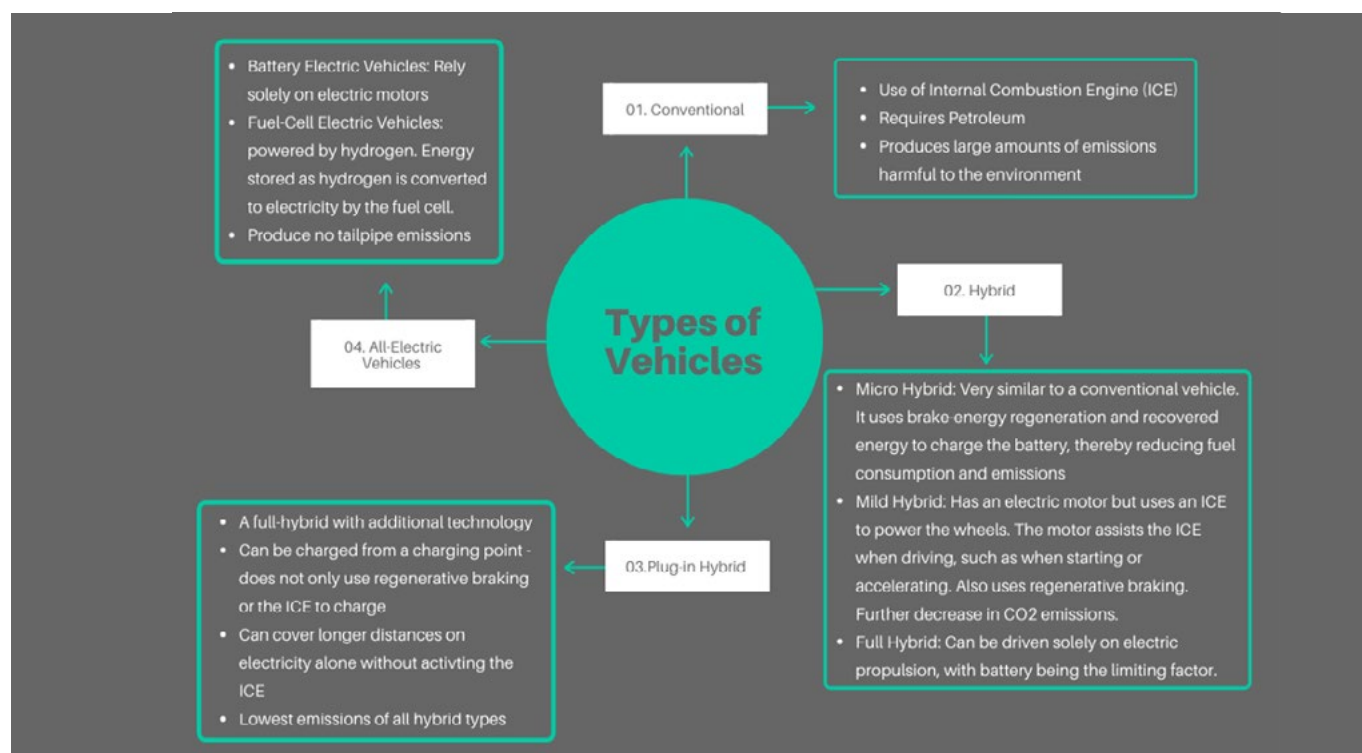 Types of
Vehicles
01. Conventional
• Use of Internal Combustion Engine (ICE)
• Requires Petroleum
• Produces large amounts of emissions
harmful to the environment
02. Hybrid
• Micro Hybrid: Very similar to a conventional vehicle.
It uses brake-energy regeneration and recovered
energy to charge the battery, thereby reducing fuel
consumption and emissions
• Mild Hybrid: Has an electric motor but uses an ICE
to power the wheels. The motor assists the ICE
when driving, such as when starting or
accelerating. Also uses regenerative braking.
Further decrease in CO2 emissions.
• Full Hybrid: Can be driven solely on electric
propulsion, with battery being the limiting factor.
03.Plug-in Hybrid
• A full-hybrid with additional technology
• Can be charged from a charging point -
does not only use regenerative braking
or the ICE to charge
• Can cover longer distances on
electricity alone without activting the
ICE
• Lowest emissions of all hybrid types
04. All-Electric
Vehicles
• Battery Electric Vehicles: Rely
solely on electric motors
• Fuel-Cell Electric Vehicles:
powered by hydrogen. Energy
stored as hydrogen is converted
to electricity by the fuel cell.
• Produce no tailpipe emissions